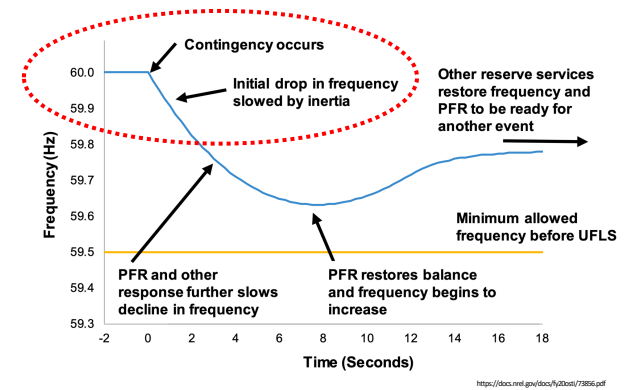 Contingency occurs
60.0
Initial drop in frequency
slowed by inertia
Other reserve services
restore frequency and
PFR to be ready for
another event
59.9
59.8
59.7
59.6
59.5
59.4
59.3
Frequency (Hz)
Minimum allowed
frequency before UFLS
PFR and other
response further slows
decline in frequency
PFR restores balance
and frequency begins to
increase
-2 0 2 4 6 8 10 12 14 16 18
Time (Seconds)
https://docs.nrel.gov/docs/fy20osti/73856.pdf